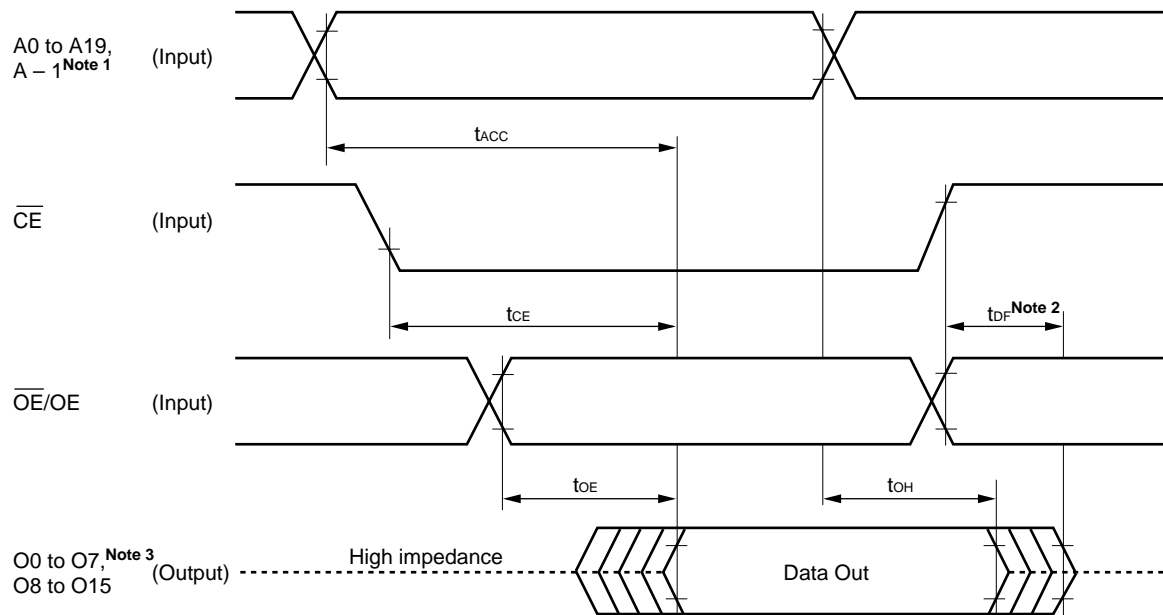 A0 to A19,
A – 1Note 1 (Input)
tACC
CE (Input)
tCE
tDFNote 2
OE/OE (Input)
tOE
tOH
O0 to O7,Note 3
O8 to O15 (Output)
High impedance
Data Out